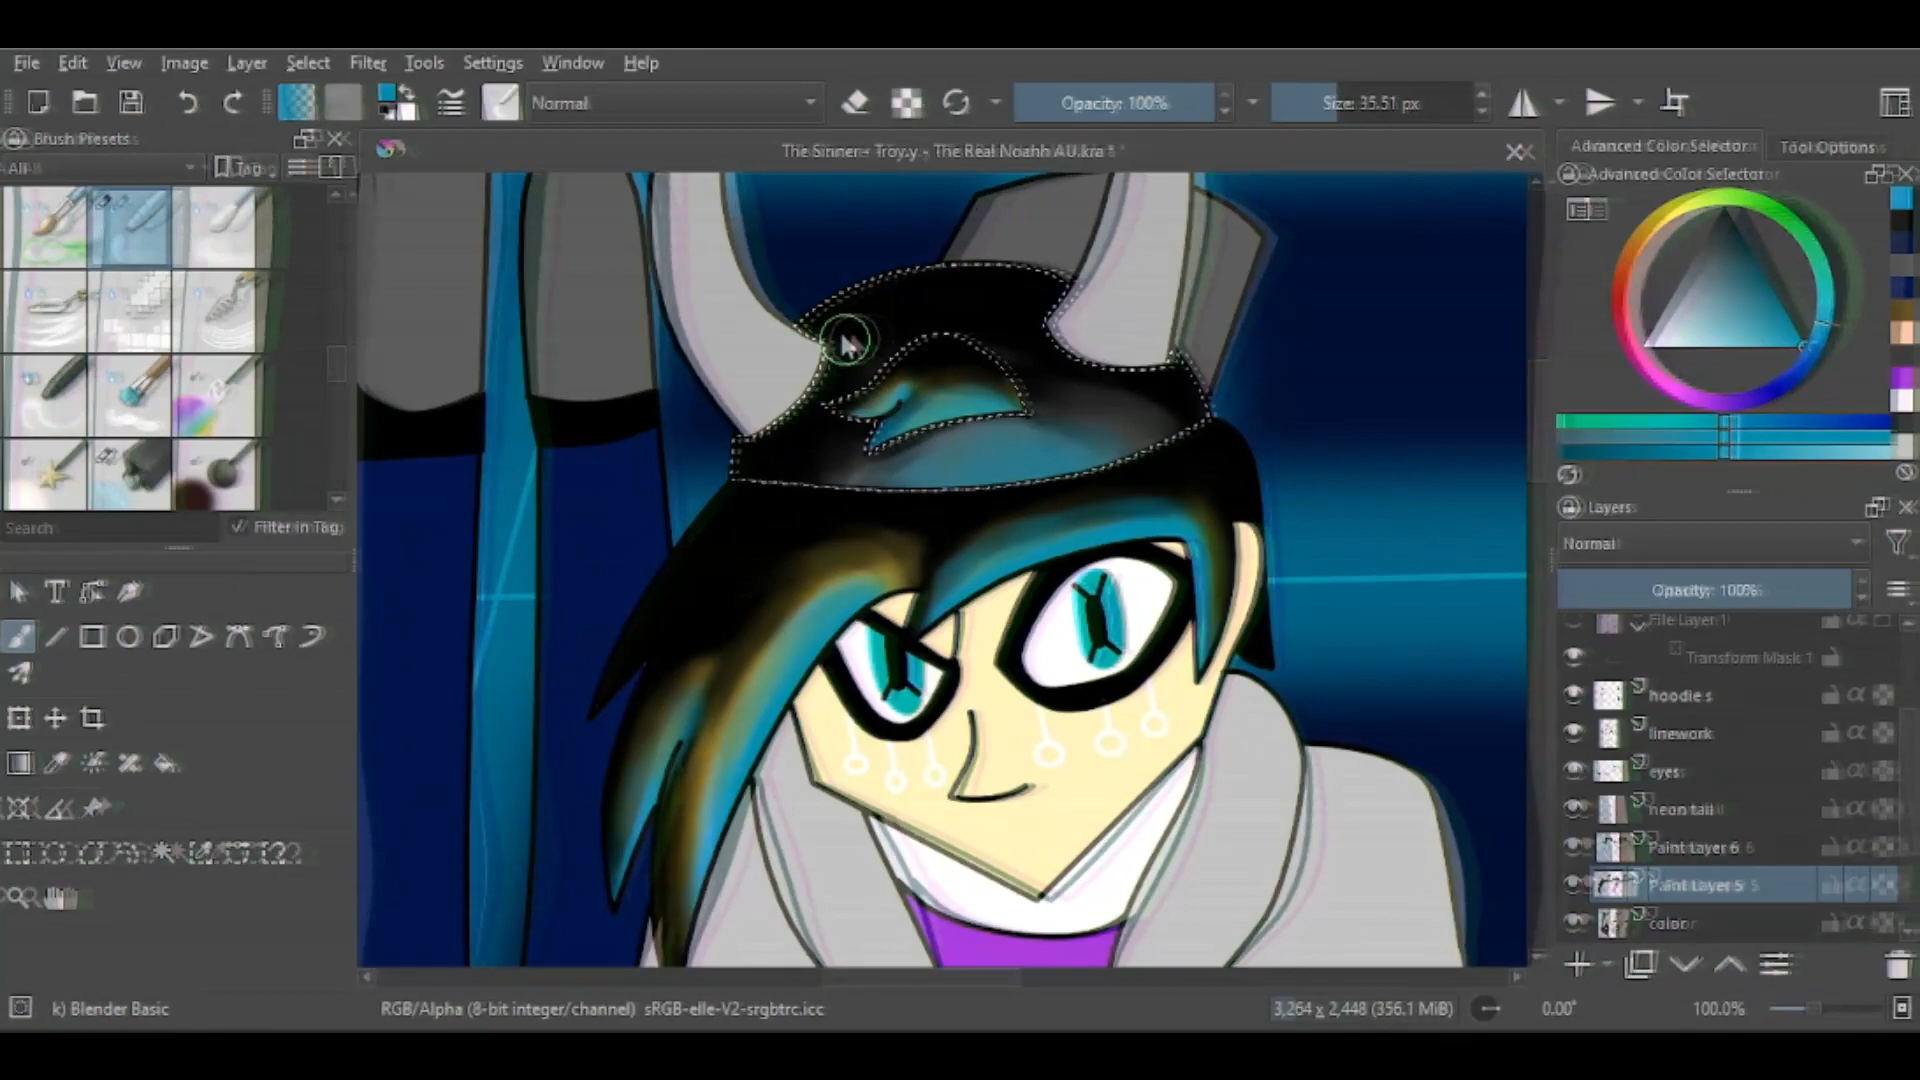 File Edit View Image Layer Select Filter Tools Settings Window Help
Normal Opacity: 100% Size: 35.51 px
Brush Presets
The Sinner - Troy.y - The Real Noahh AU.kra *
Advanced Color Selector Tool Options
All Tag
Advanced Color Selector
Search Filter in Tag
Layers
Normal
Opacity: 100%
File Layer 1
Transform Mask 1
hoodie s
linework
eyes
neon tail
Paint Layer 6
Paint Layer 5
color
k) Blender Basic RGB/Alpha (8-bit integer/channel) sRGB-elle-V2-srgbtrc.icc 3,264 x 2,448 (356.1 MiB) 0.00° 100.0%